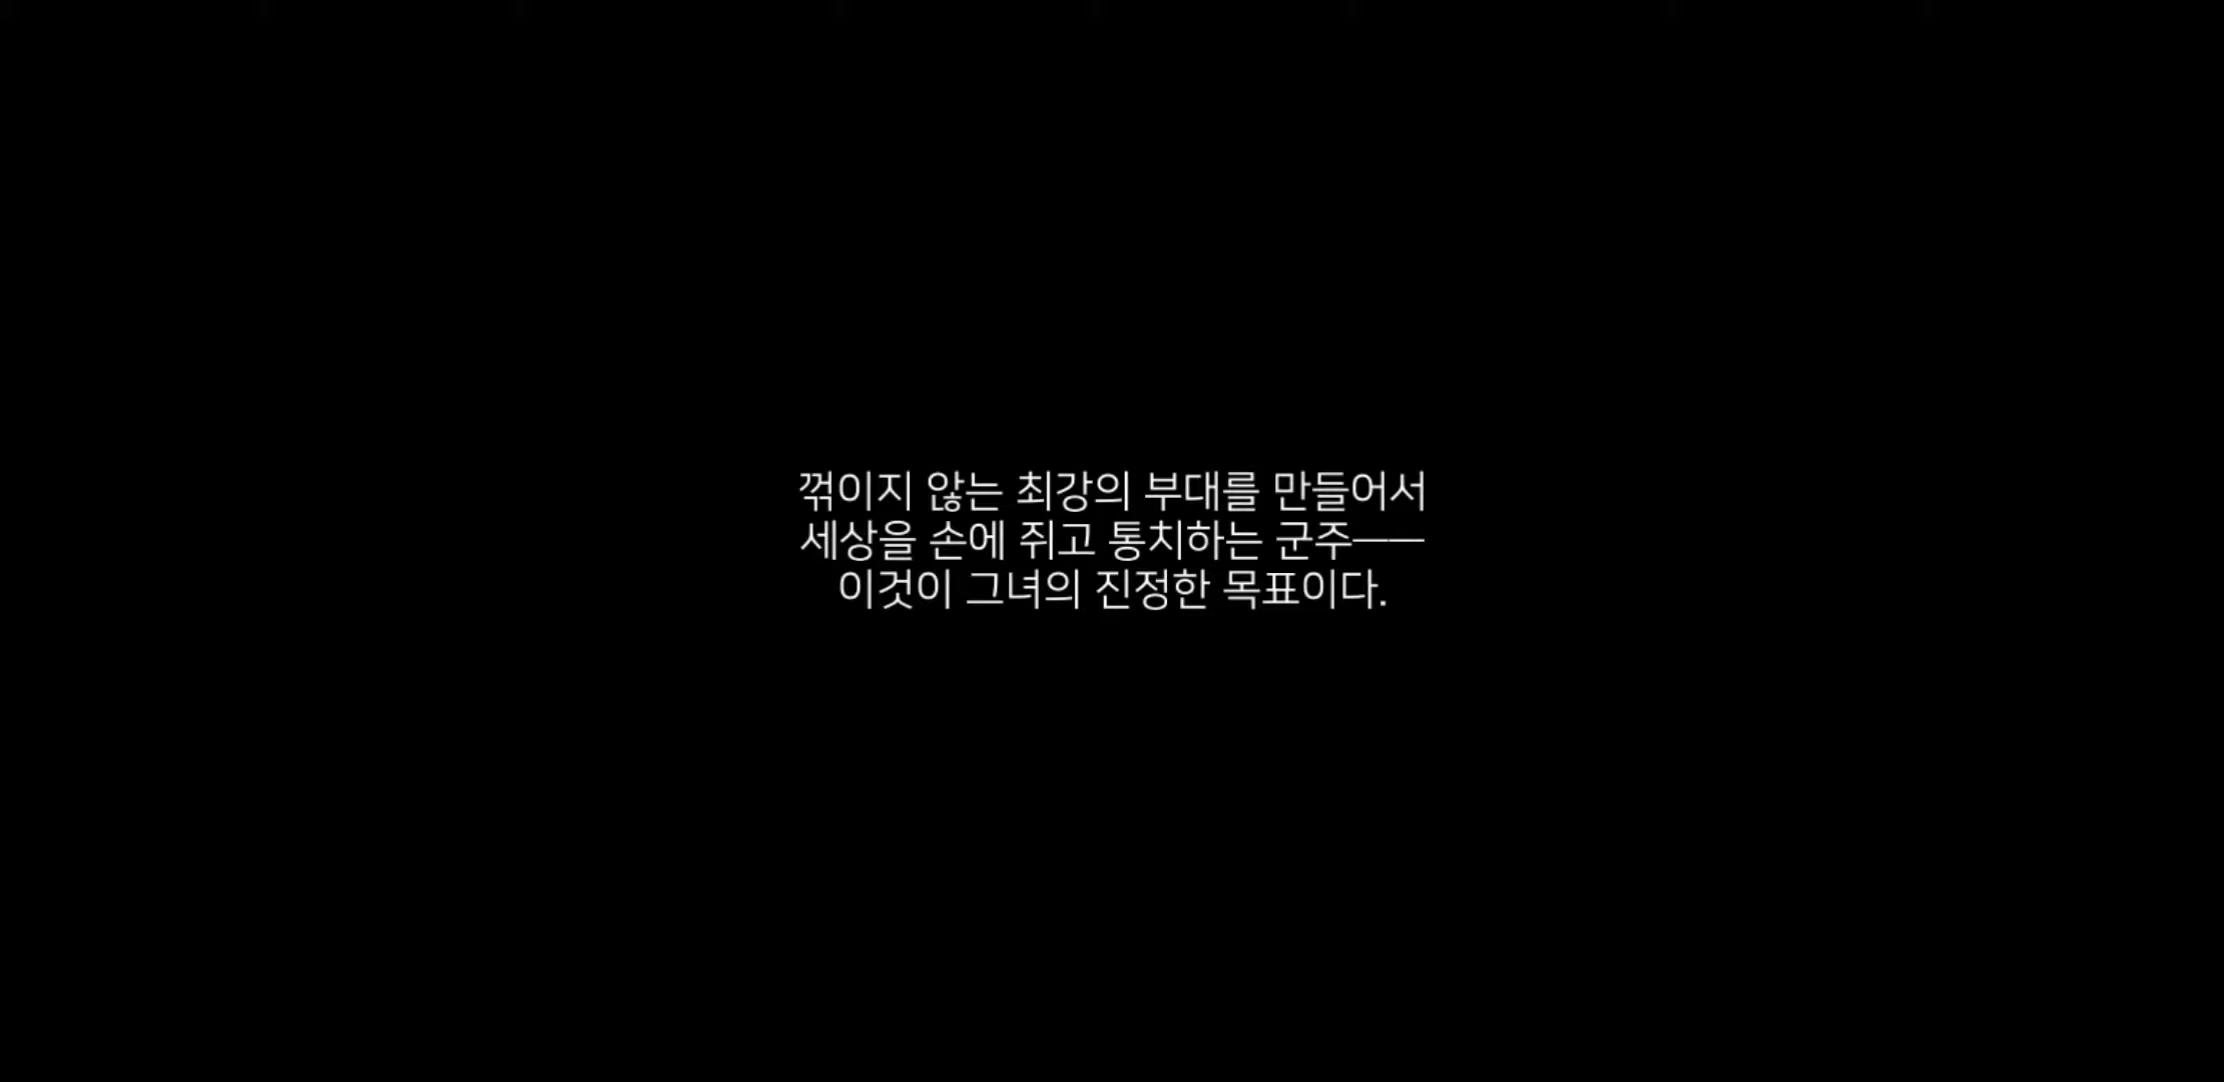 꺾이지 않는 최강의 부대를 만들어서
세상을 손에 쥐고 통치하는 군주──
이것이 그녀의 진정한 목표이다.